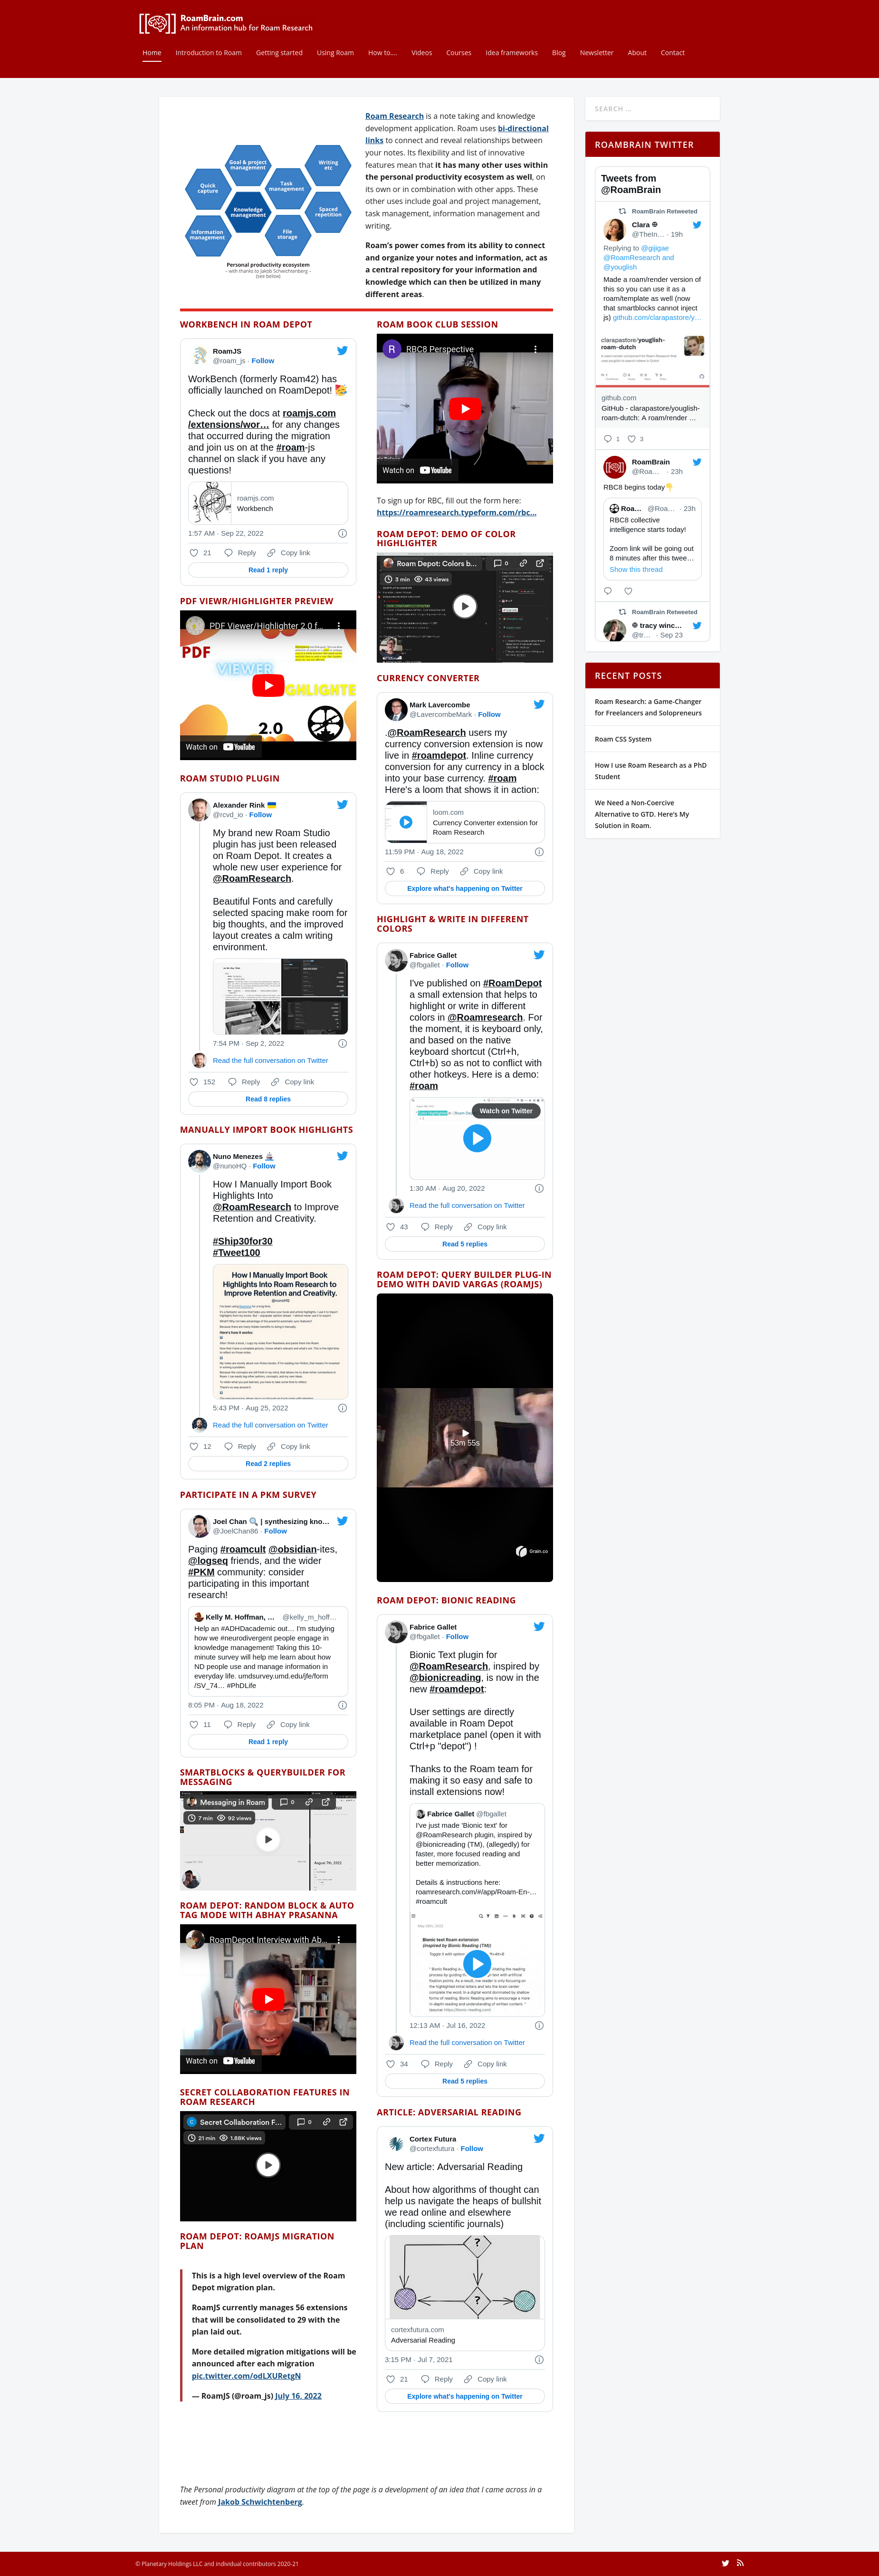 RoamBrain.com
An information hub for Roam Research
Home
Introduction to Roam
Getting started
Using Roam
How to....
Videos
Courses
Idea frameworks
Blog
Newsletter
About
Contact
Goal & project
management
Writing
etc
Quick
capture
Task
management
Knowledge
management
Spaced
repetition
Information
management
File
storage
Personal productivity ecosystem
– with thanks to Jakob Schwichtenberg –
(see below)
Roam Research is a note taking and knowledge
development application. Roam uses bi-directional
links to connect and reveal relationships between
your notes. Its flexibility and list of innovative
features mean that it has many other uses within
the personal productivity ecosystem as well, on
its own or in combination with other apps. These
other uses include goal and project management,
task management, information management and
writing.
Roam's power comes from its ability to connect
and organize your notes and information, act as
a central repository for your information and
knowledge which can then be utilized in many
different areas.
WORKBENCH IN ROAM DEPOT
RoamJS
@roam_js · Follow
WorkBench (formerly Roam42) has
officially launched on RoamDepot! 🥳
Check out the docs at roamjs.com
/extensions/wor… for any changes
that occurred during the migration
and join us on at the #roam-js
channel on slack if you have any
questions!
roamjs.com
Workbench
1:57 AM · Sep 22, 2022
21 Reply Copy link
Read 1 reply
PDF VIEWR/HIGHLIGHTER PREVIEW
PDF Viewer/Highlighter 2.0 f...
PDF
VIEWER
GHLIGHTE
2.0
Watch on YouTube
ROAM STUDIO PLUGIN
Alexander Rink 🇺🇦
@rcvd_io · Follow
My brand new Roam Studio
plugin has just been released
on Roam Depot. It creates a
whole new user experience for
@RoamResearch.
Beautiful Fonts and carefully
selected spacing make room for
big thoughts, and the improved
layout creates a calm writing
environment.
7:54 PM · Sep 2, 2022
Read the full conversation on Twitter
152 Reply Copy link
Read 8 replies
MANUALLY IMPORT BOOK HIGHLIGHTS
Nuno Menezes
@nunoHQ · Follow
How I Manually Import Book
Highlights Into
@RoamResearch to Improve
Retention and Creativity.
#Ship30for30
#Tweet100
How I Manually Import Book
Highlights Into Roam Research to
Improve Retention and Creativity.
@nunoHQ
Here's how it works:
5:43 PM · Aug 25, 2022
Read the full conversation on Twitter
12 Reply Copy link
Read 2 replies
PARTICIPATE IN A PKM SURVEY
Joel Chan 🔍 | synthesizing kno…
@JoelChan86 · Follow
Paging #roamcult @obsidian-ites,
@logseq friends, and the wider
#PKM community: consider
participating in this important
research!
Kelly M. Hoffman, … @kelly_m_hoff…
Help an #ADHDacademic out… I'm studying
how we #neurodivergent people engage in
knowledge management! Taking this 10-
minute survey will help me learn about how
ND people use and manage information in
everyday life. umdsurvey.umd.edu/jfe/form
/SV_74… #PhDLife
8:05 PM · Aug 18, 2022
11 Reply Copy link
Read 1 reply
SMARTBLOCKS & QUERYBUILDER FOR
MESSAGING
Messaging in Roam
0
7 min 92 views
August 7th, 2022
ROAM DEPOT: RANDOM BLOCK & AUTO
TAG MODE WITH ABHAY PRASANNA
RoamDepot Interview with Ab...
Watch on YouTube
SECRET COLLABORATION FEATURES IN
ROAM RESEARCH
C Secret Collaboration F...
0
21 min 1.88K views
ROAM DEPOT: ROAMJS MIGRATION
PLAN
This is a high level overview of the Roam
Depot migration plan.
RoamJS currently manages 56 extensions
that will be consolidated to 29 with the
plan laid out.
More detailed migration mitigations will be
announced after each migration
pic.twitter.com/odLXURetgN
— RoamJS (@roam_js) July 16, 2022
ROAM BOOK CLUB SESSION
R RBC8 Perspective
Watch on YouTube
To sign up for RBC, fill out the form here:
https://roamresearch.typeform.com/rbc…
ROAM DEPOT: DEMO OF COLOR
HIGHLIGHTER
Roam Depot: Colors b...
0
3 min 43 views
CURRENCY CONVERTER
Mark Lavercombe
@LavercombeMark · Follow
.@RoamResearch users my
currency conversion extension is now
live in #roamdepot. Inline currency
conversion for any currency in a block
into your base currency. #roam
Here's a loom that shows it in action:
loom.com
Currency Converter extension for
Roam Research
11:59 PM · Aug 18, 2022
6 Reply Copy link
Explore what's happening on Twitter
HIGHLIGHT & WRITE IN DIFFERENT
COLORS
Fabrice Gallet
@fbgallet · Follow
I've published on #RoamDepot
a small extension that helps to
highlight or write in different
colors in @Roamresearch. For
the moment, it is keyboard only,
and based on the native
keyboard shortcut (Ctrl+h,
Ctrl+b) so as not to conflict with
other hotkeys. Here is a demo:
#roam
Watch on Twitter
1:30 AM · Aug 20, 2022
Read the full conversation on Twitter
43 Reply Copy link
Read 5 replies
ROAM DEPOT: QUERY BUILDER PLUG-IN
DEMO WITH DAVID VARGAS (ROAMJS)
53m 55s
Grain.co
ROAM DEPOT: BIONIC READING
Fabrice Gallet
@fbgallet · Follow
Bionic Text plugin for
@RoamResearch, inspired by
@bionicreading, is now in the
new #roamdepot:
User settings are directly
available in Roam Depot
marketplace panel (open it with
Ctrl+p "depot") !
Thanks to the Roam team for
making it so easy and safe to
install extensions now!
Fabrice Gallet @fbgallet
I've just made 'Bionic text' for
@RoamResearch plugin, inspired by
@bionicreading (TM), (allegedly) for
faster, more focused reading and
better memorization.
Details & instructions here:
roamresearch.com/#/app/Roam-En-…
#roamcult
Bionic text Roam extension
(inspired by Bionic Reading (TM))
12:13 AM · Jul 16, 2022
Read the full conversation on Twitter
34 Reply Copy link
Read 5 replies
ARTICLE: ADVERSARIAL READING
Cortex Futura
@cortexfutura · Follow
New article: Adversarial Reading
About how algorithms of thought can
help us navigate the heaps of bullshit
we read online and elsewhere
(including scientific journals)
?
?
cortexfutura.com
Adversarial Reading
3:15 PM · Jul 7, 2021
21 Reply Copy link
Explore what's happening on Twitter
The Personal productivity diagram at the top of the page is a development of an idea that I came across in a
tweet from Jakob Schwichtenberg.
SEARCH …
ROAMBRAIN TWITTER
Tweets from
@RoamBrain
RoamBrain Retweeted
Clara
@TheIn… · 19h
Replying to @gijigae
@RoamResearch and
@youglish
Made a roam/render version of
this so you can use it as a
roam/template as well (now
that smartblocks cannot inject
js) github.com/clarapastore/y…
clarapastore/youglish-
roam-dutch
github.com
GitHub - clarapastore/youglish-
roam-dutch: A roam/render …
1 3
RoamBrain
@Roa… · 23h
RBC8 begins today👇
Roa… @Roa… · 23h
RBC8 collective
intelligence starts today!
Zoom link will be going out
8 minutes after this twee…
Show this thread
RoamBrain Retweeted
tracy winc…
@tr… · Sep 23
RECENT POSTS
Roam Research: a Game-Changer
for Freelancers and Solopreneurs
Roam CSS System
How I use Roam Research as a PhD
Student
We Need a Non-Coercive
Alternative to GTD. Here's My
Solution in Roam.
© Planetary Holdings LLC and individual contributors 2020-21